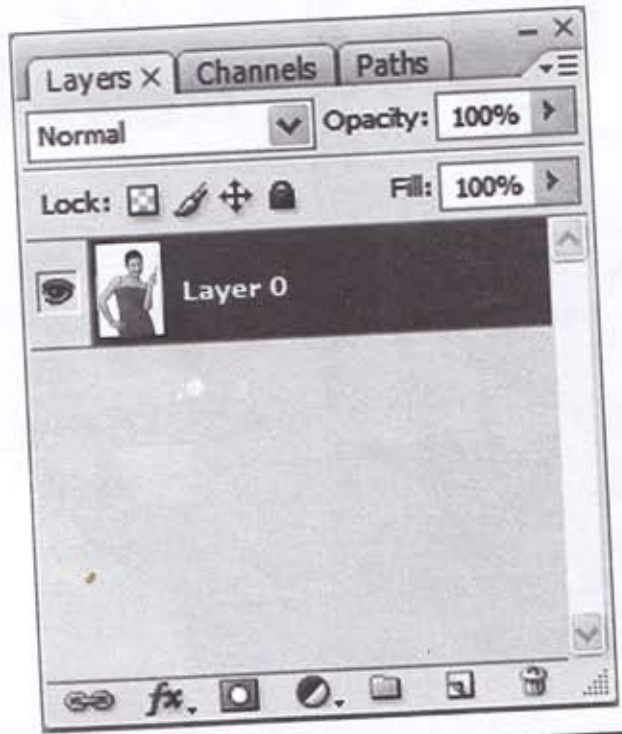 Layers × Channels Paths
Normal Opacity: 100%
Lock: Fill: 100%
Layer 0
fx.